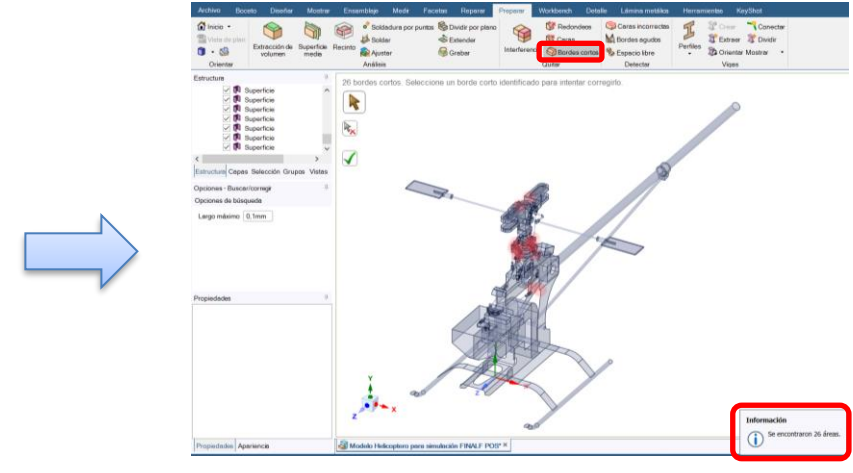 Archivo Boceto Diseñar Mostrar Ensamblaje Medir Facetas Reparar Preparar Workbench Detalle Lámina metálica Herramientas KeyShot
Inicio
Vista de plano
Orientar
Extracción de volumen
Superficie media
Recinto
Soldadura por puntos
Soldar
Ajustar
Dividir por plano
Extender
Grabar
Análisis
Interferencia
Redondeos
Caras
Bordes cortos
Quitar
Caras incorrectas
Bordes agudos
Espacio libre
Detectar
Perfiles
Crear
Extraer
Orientar
Conectar
Dividir
Mostrar
Vigas
Estructura
Superficie
Superficie
Superficie
Superficie
Superficie
Superficie
Superficie
Estructura Capas Selección Grupos Vistas
Opciones - Buscar/corregir
Opciones de búsqueda
Largo máximo 0.1mm
Propiedades
Propiedades Apariencia
26 bordes cortos. Seleccione un borde corto identificado para intentar corregirlo.
Y
X
Z
Z
Modelo Helicoptero para simulación FINALF POS*
Información
Se encontraron 26 áreas.